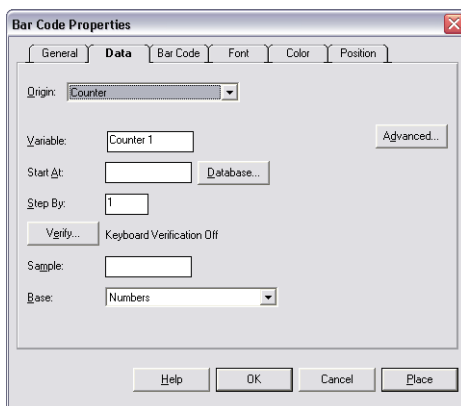 Bar Code Properties
General Data Bar Code Font Color Position
Origin: Counter
Variable: Counter 1 Advanced...
Start At: Database...
Step By: 1
Verify... Keyboard Verification Off
Sample:
Base: Numbers
Help OK Cancel Place